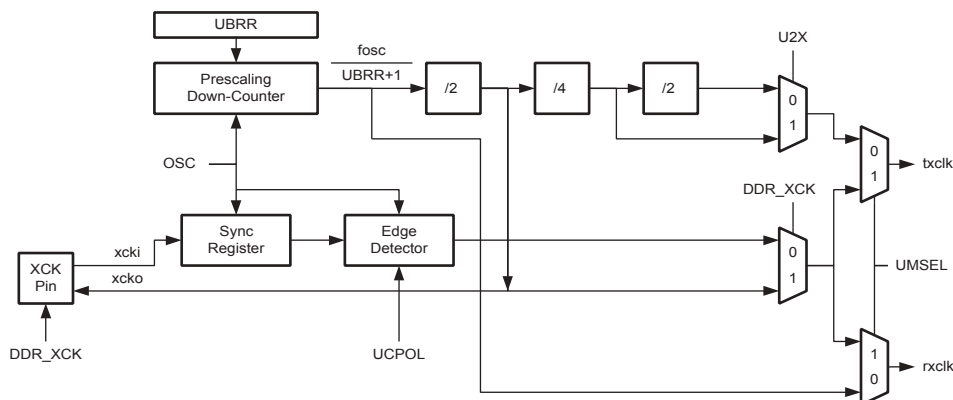 UBRR
fosc
U2X
Prescaling
Down-Counter
UBRR+1
/2
/4
/2
0
1
OSC
0
1
txclk
DDR_XCK
Sync
Register
Edge
Detector
xcki
0
UMSEL
XCK
Pin
xcko
1
DDR_XCK
UCPOL
1
0
rxclk